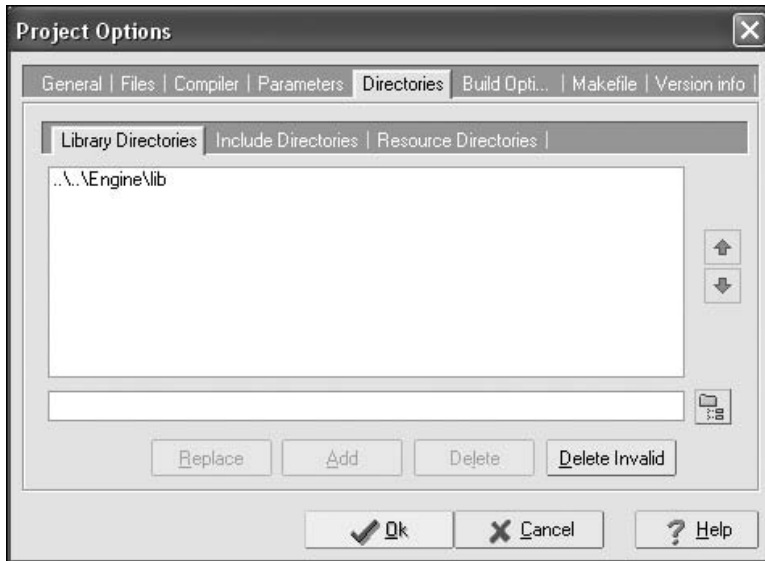 Project Options
General | Files | Compiler | Parameters Directories Build Opti... | Makefile | Version info |
Library Directories Include Directories | Resource Directories |
..\..\Engine\lib
Replace Add Delete Delete Invalid
Ok Cancel Help